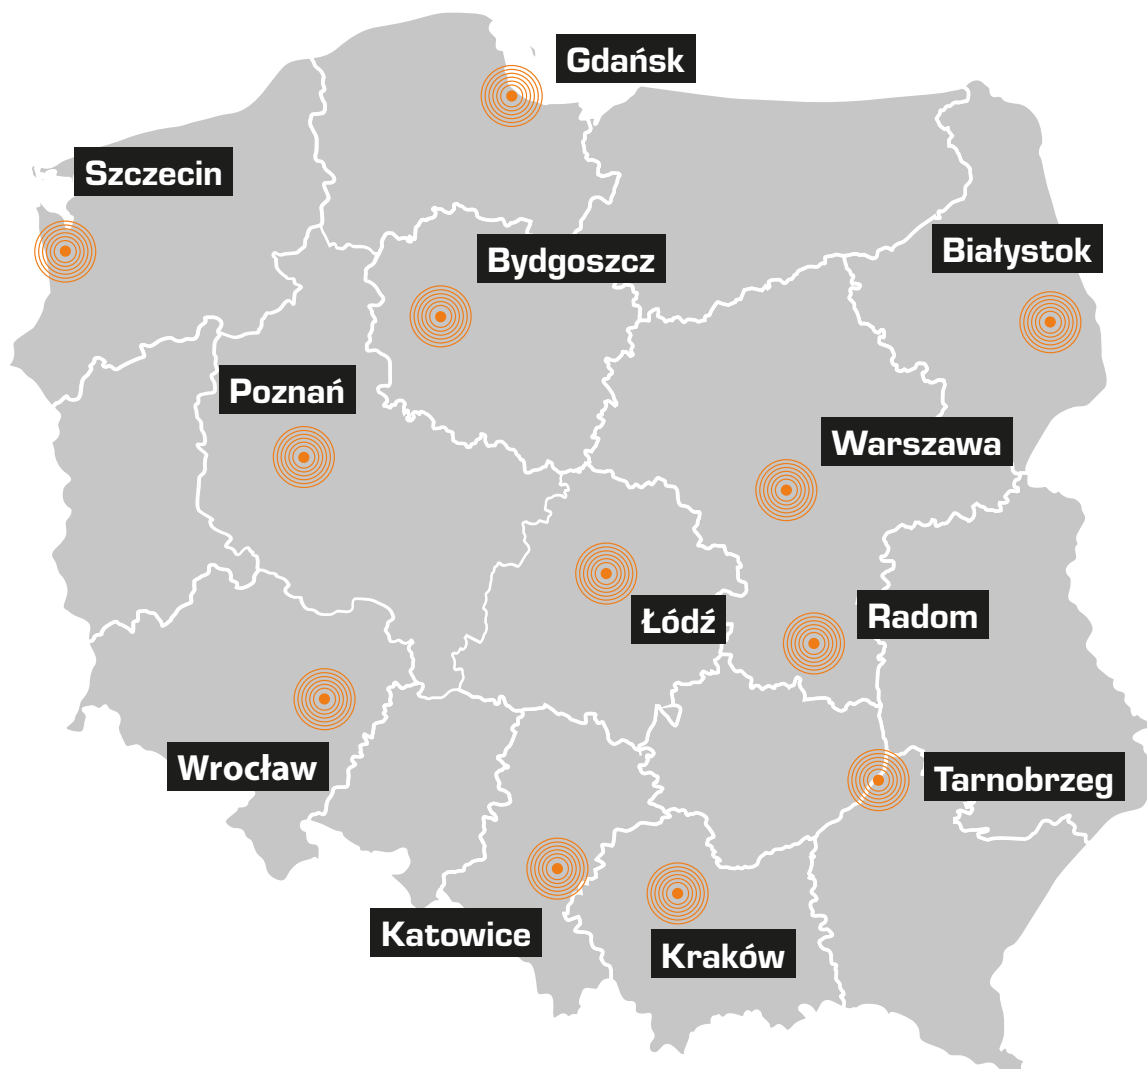 Gdańsk
Szczecin
Bydgoszcz
Białystok
Poznań
Warszawa
Łódź
Radom
Wrocław
Tarnobrzeg
Katowice
Kraków